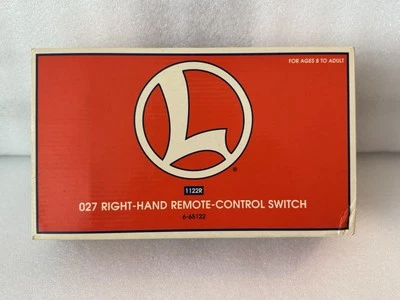 FOR AGES 8 TO ADULT
L
®
1122R
027 RIGHT-HAND REMOTE-CONTROL SWITCH
6-65122